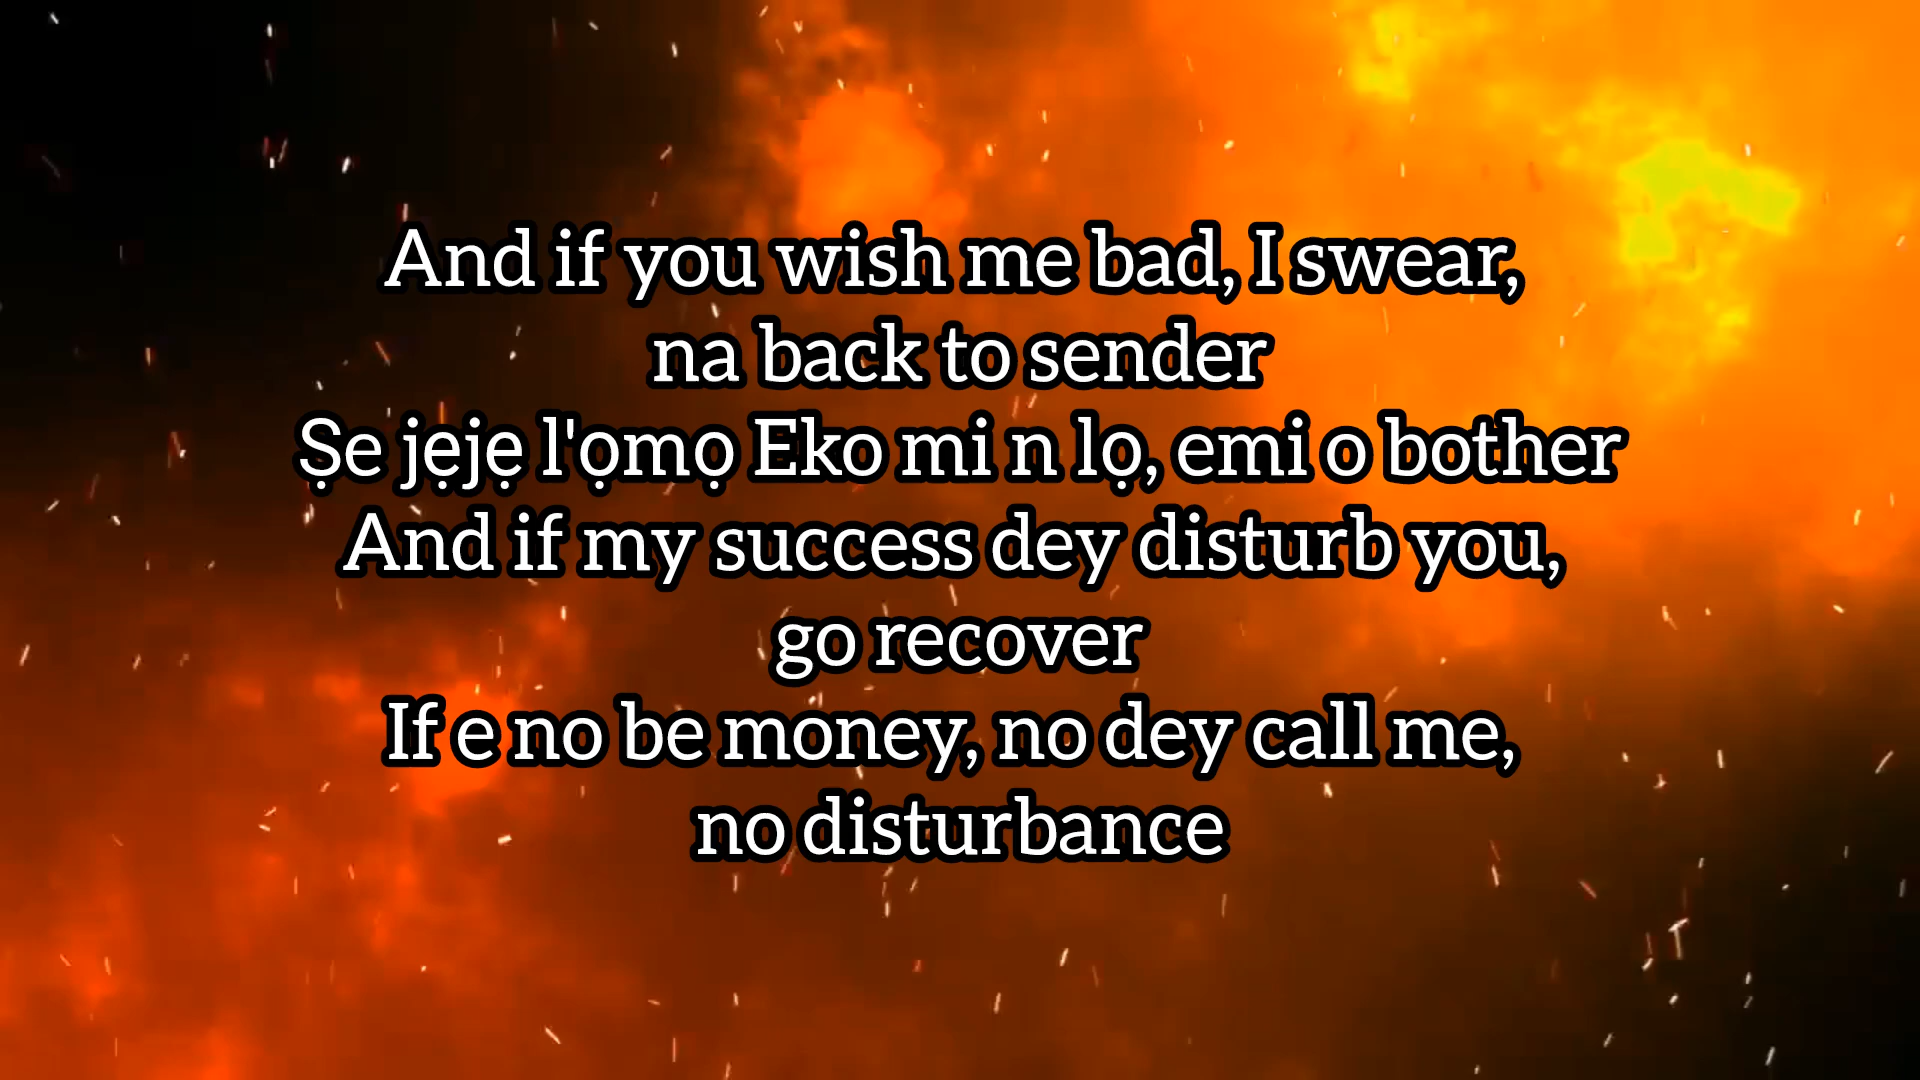 And if you wish me bad, I swear,
na back to sender
Ṣe jẹjẹ l'ọmọ Eko mi n lọ, emi o bother
And if my success dey disturb you,
go recover
If e no be money, no dey call me,
no disturbance